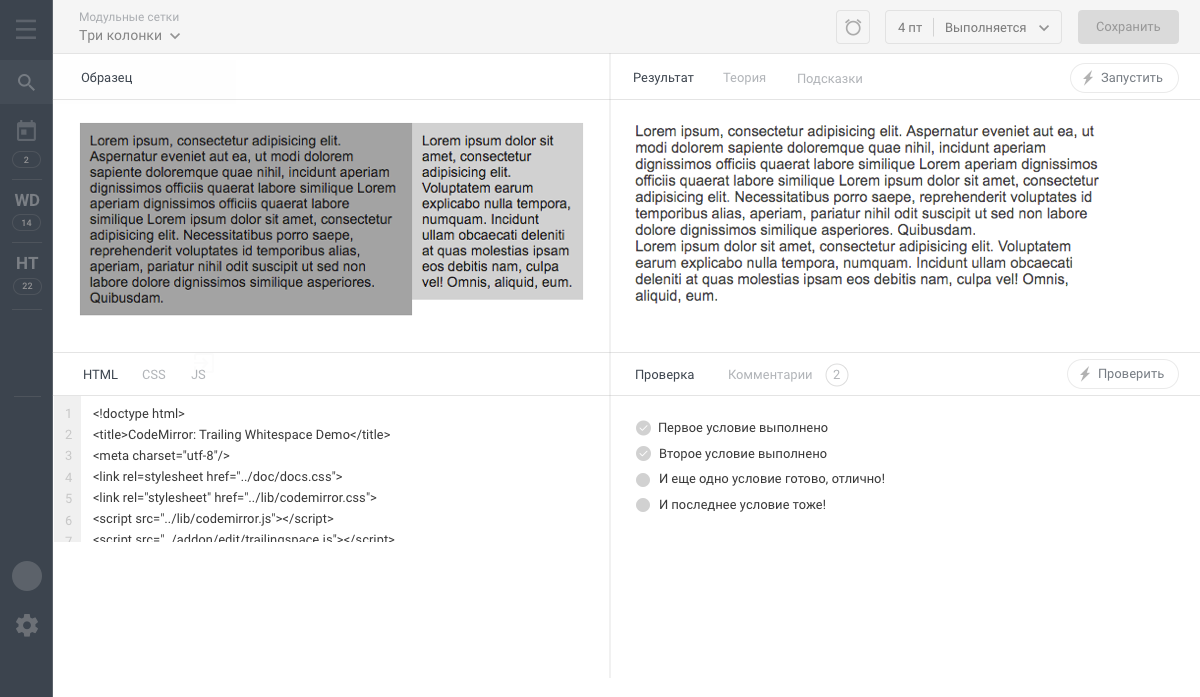 Модульные сетки
Три колонки
4 пт
Выполняется
Сохранить
2
WD
14
HT
22
Образец
Lorem ipsum, consectetur adipisicing elit.
Aspernatur eveniet aut ea, ut modi dolorem
sapiente doloremque quae nihil, incidunt aperiam
dignissimos officiis quaerat labore similique Lorem
aperiam dignissimos officiis quaerat labore
similique Lorem ipsum dolor sit amet, consectetur
adipisicing elit. Necessitatibus porro saepe,
reprehenderit voluptates id temporibus alias,
aperiam, pariatur nihil odit suscipit ut sed non
labore dolore dignissimos similique asperiores.
Quibusdam.
Lorem ipsum dolor sit
amet, consectetur
adipisicing elit.
Voluptatem earum
explicabo nulla tempora,
numquam. Incidunt
ullam obcaecati deleniti
at quas molestias ipsam
eos debitis nam, culpa
vel! Omnis, aliquid, eum.
Результат
Теория
Подсказки
Запустить
Lorem ipsum, consectetur adipisicing elit. Aspernatur eveniet aut ea, ut
modi dolorem sapiente doloremque quae nihil, incidunt aperiam
dignissimos officiis quaerat labore similique Lorem aperiam dignissimos
officiis quaerat labore similique Lorem ipsum dolor sit amet, consectetur
adipisicing elit. Necessitatibus porro saepe, reprehenderit voluptates id
temporibus alias, aperiam, pariatur nihil odit suscipit ut sed non labore
dolore dignissimos similique asperiores. Quibusdam.
Lorem ipsum dolor sit amet, consectetur adipisicing elit. Voluptatem
earum explicabo nulla tempora, numquam. Incidunt ullam obcaecati
deleniti at quas molestias ipsam eos debitis nam, culpa vel! Omnis,
aliquid, eum.
HTML
CSS
JS
1 <!doctype html>
2 <title>CodeMirror: Trailing Whitespace Demo</title>
3 <meta charset="utf-8"/>
4 <link rel=stylesheet href="../doc/docs.css">
5 <link rel="stylesheet" href="../lib/codemirror.css">
6 <script src="../lib/codemirror.js"></script>
7 <script src="../addon/edit/trailingspace.js"></script>
Проверка
Комментарии
2
Проверить
Первое условие выполнено
Второе условие выполнено
И еще одно условие готово, отлично!
И последнее условие тоже!